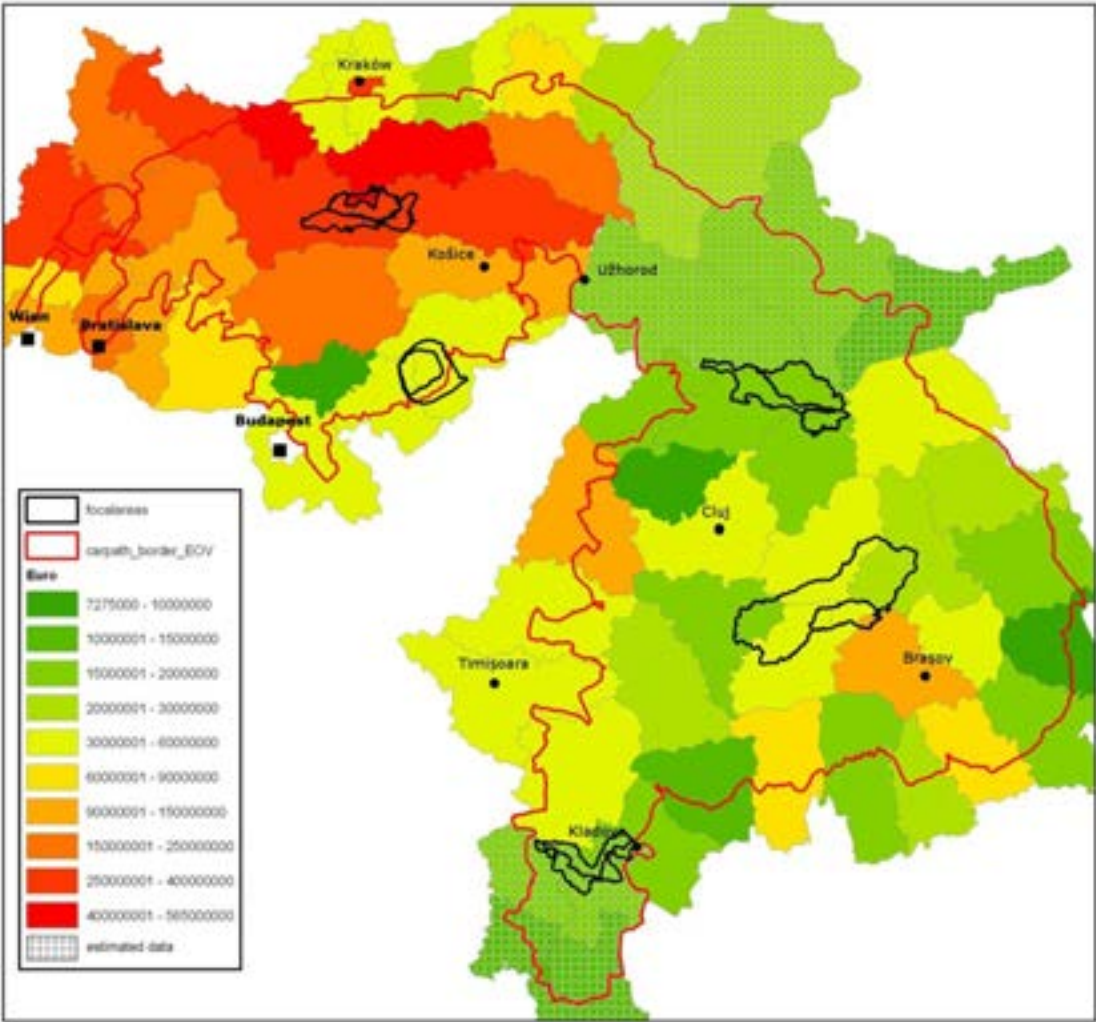 Kraków
Košice
Užhorod
Wien
Bratislava
Budapest
Cluj
Timișoara
Brașov
Kladovo
focalareas
carpath_border_EOV
Euro
7275000 - 10000000
10000001 - 15000000
15000001 - 20000000
20000001 - 30000000
30000001 - 60000000
60000001 - 90000000
90000001 - 150000000
150000001 - 250000000
250000001 - 400000000
400000001 - 565000000
estimated data